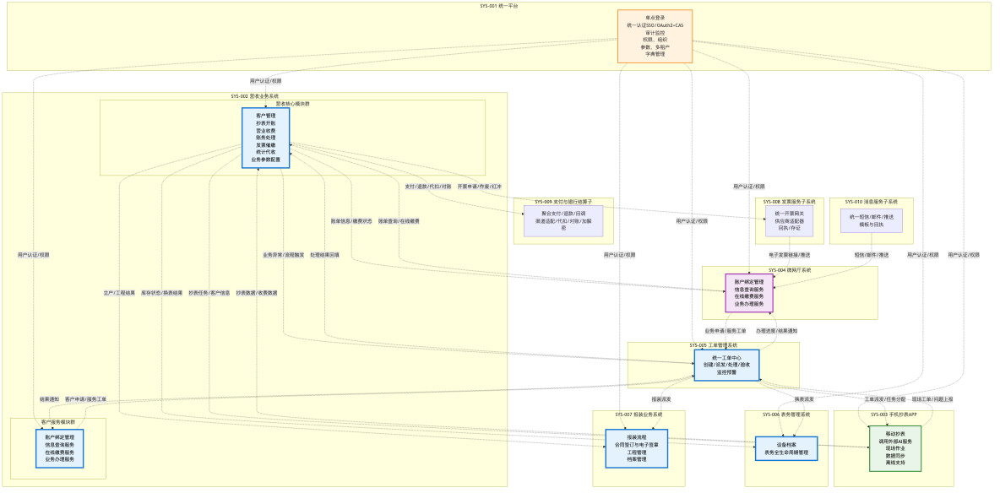 SYS-001 统一平台
单点登录
统一认证SSO/OAuth2+CAS
审计监控
权限、组织
参数、多租户
字典管理
用户认证/权限
用户认证/权限
用户认证/权限
用户认证/权限
用户认证/权限
用户认证/权限
用户认证/权限
SYS-002 营收业务系统
营收核心模块群
客户管理
抄表开账
营业收费
账务处理
发票催缴
统计代收
业务参数配置
支付/退款/代扣/对账
开票申请/作废/红冲
账单信息/缴费状态
账单查询/在线缴费
业务异常/流程触发
处理结果回填
立户/工程结果
库存状态/换表结果
抄表任务/客户信息
抄表数据/收费数据
SYS-009 支付与银行结算子
聚合支付/退款/回调
渠道适配/代扣/对账/加解
密
SYS-008 发票服务子系统
统一开票网关
供应商适配器
回执/存证
SYS-010 消息服务子系统
统一短信/邮件/推送
模板与回执
电子发票链接/推送
短信/邮件/推送
SYS-004 微网厅系统
账户绑定管理
信息查询服务
在线缴费服务
业务办理服务
业务申请/服务工单
办理进度/结果通知
SYS-005 工单管理系统
统一工单中心
创建/派发/处理/验收
监控预警
结果通知
客户申请/服务工单
报装派发
换表派发
工单派发/任务分配
现场工单/问题上报
客户服务模块群
账户绑定管理
信息查询服务
在线缴费服务
业务办理服务
SYS-007 报装业务系统
报装流程
合同签订与电子签章
工程管理
档案管理
SYS-006 表务管理系统
设备档案
表务全生命周期管理
SYS-003 手机抄表APP
移动抄表
调用外部AI服务
现场作业
数据同步
离线支持